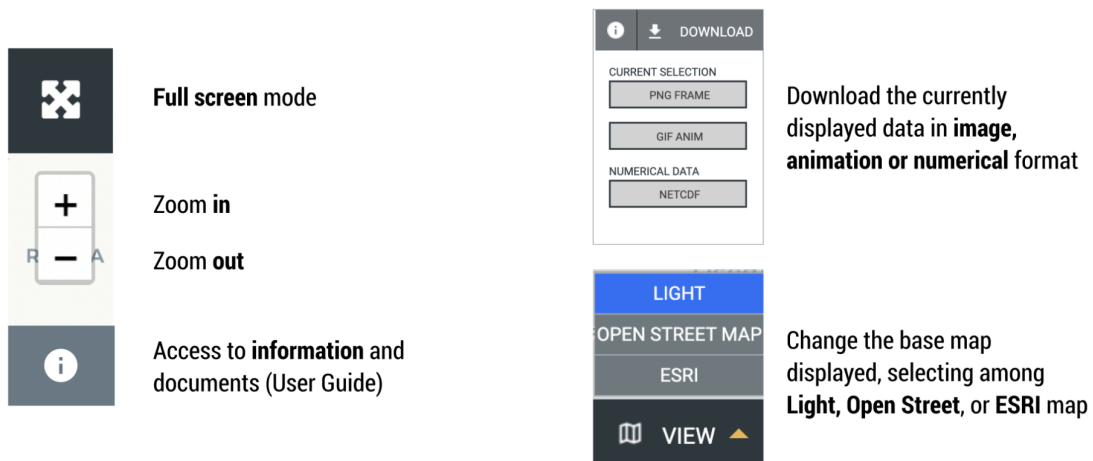 Full screen mode
+
Zoom in
R A
−
Zoom out
i
Access to information and
documents (User Guide)
i
DOWNLOAD
CURRENT SELECTION
PNG FRAME
GIF ANIM
NUMERICAL DATA
NETCDF
Download the currently
displayed data in image,
animation or numerical format
LIGHT
OPEN STREET MAP
ESRI
VIEW
Change the base map
displayed, selecting among
Light, Open Street, or ESRI map